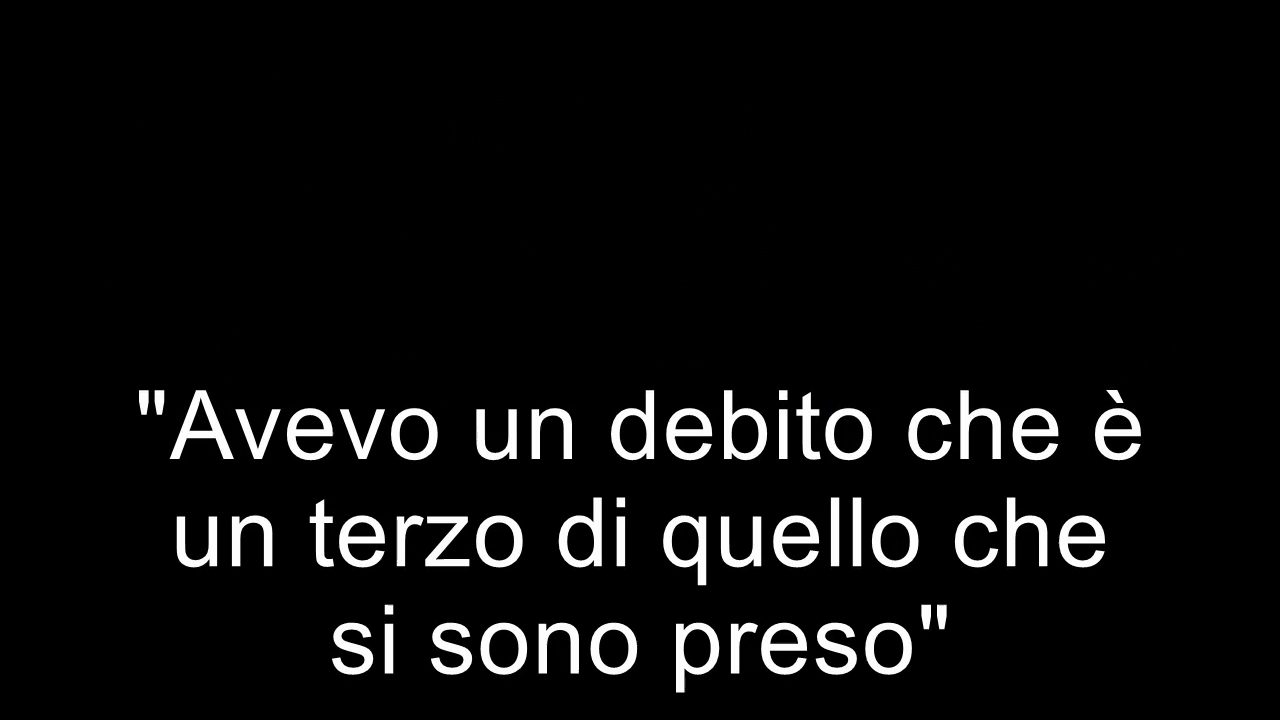 "Avevo un debito che è
un terzo di quello che
si sono preso"